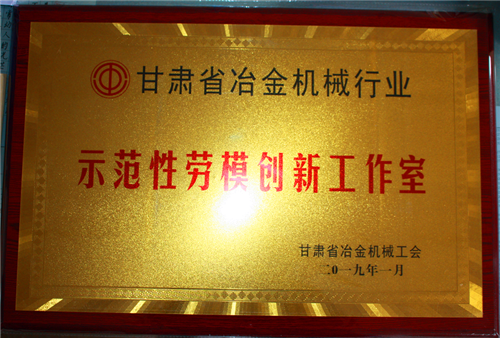 甘肃省冶金机械行业
示范性劳模创新工作室
甘肃省冶金机械工会
二0一九年一月